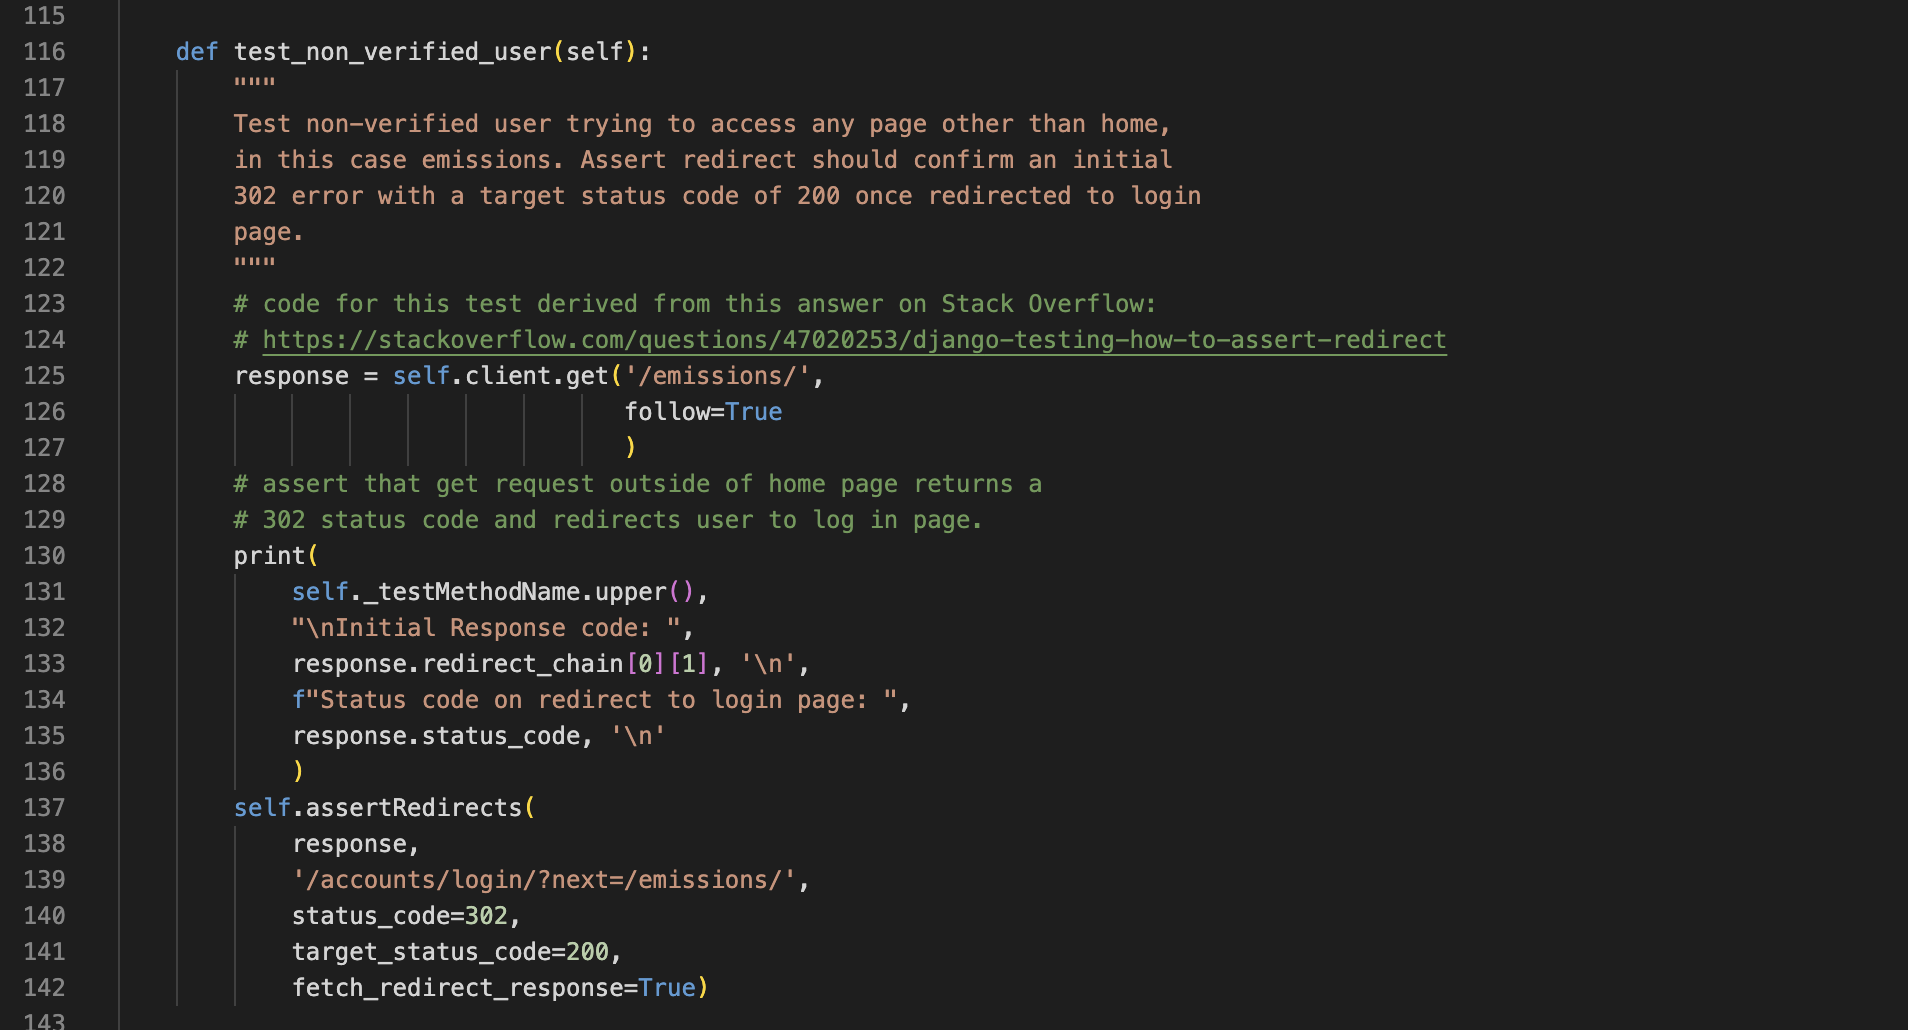 115
116 def test_non_verified_user(self):
117 """
118 Test non-verified user trying to access any page other than home,
119 in this case emissions. Assert redirect should confirm an initial
120 302 error with a target status code of 200 once redirected to login
121 page.
122 """
123 # code for this test derived from this answer on Stack Overflow:
124 # https://stackoverflow.com/questions/47020253/django-testing-how-to-assert-redirect
125 response = self.client.get('/emissions/',
126 follow=True
127 )
128 # assert that get request outside of home page returns a
129 # 302 status code and redirects user to log in page.
130 print(
131 self._testMethodName.upper(),
132 "\nInitial Response code: ",
133 response.redirect_chain[0][1], '\n',
134 f"Status code on redirect to login page: ",
135 response.status_code, '\n'
136 )
137 self.assertRedirects(
138 response,
139 '/accounts/login/?next=/emissions/',
140 status_code=302,
141 target_status_code=200,
142 fetch_redirect_response=True)
143